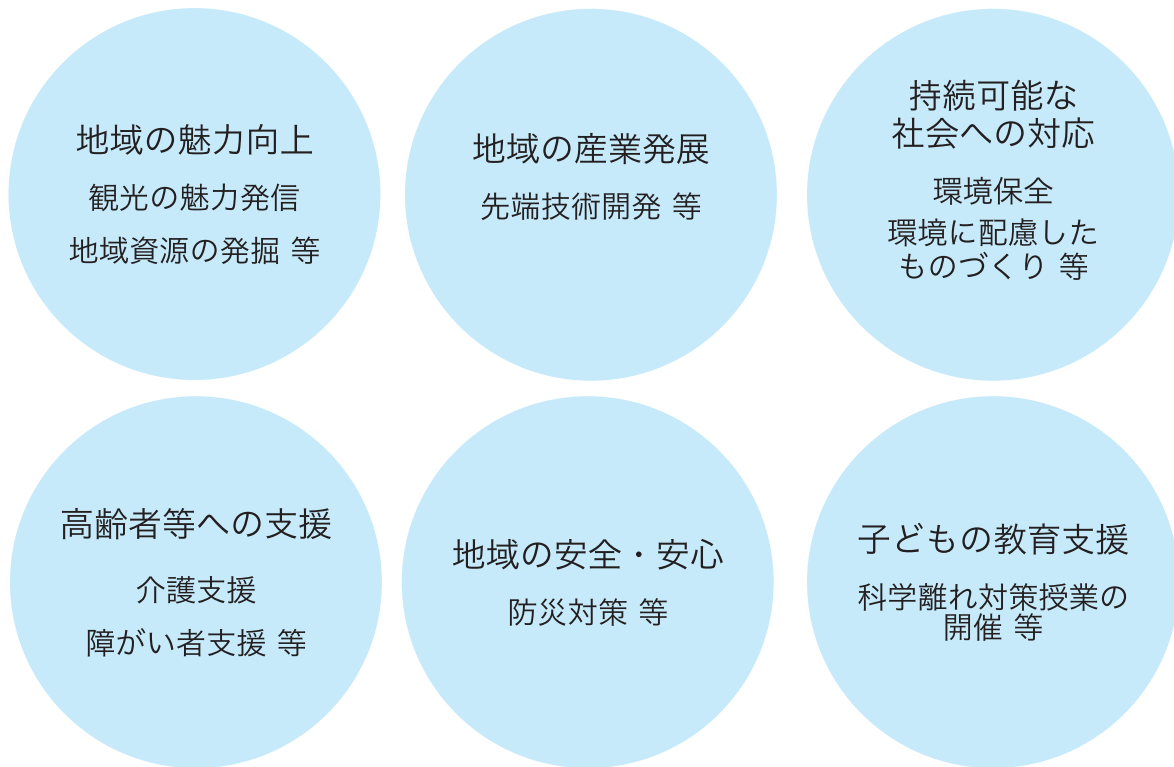 地域の魅力向上
観光の魅力発信
地域資源の発掘 等
地域の産業発展
先端技術開発 等
持続可能な
社会への対応
環境保全
環境に配慮した
ものづくり 等
高齢者等への支援
介護支援
障がい者支援 等
地域の安全・安心
防災対策 等
子どもの教育支援
科学離れ対策授業の
開催 等